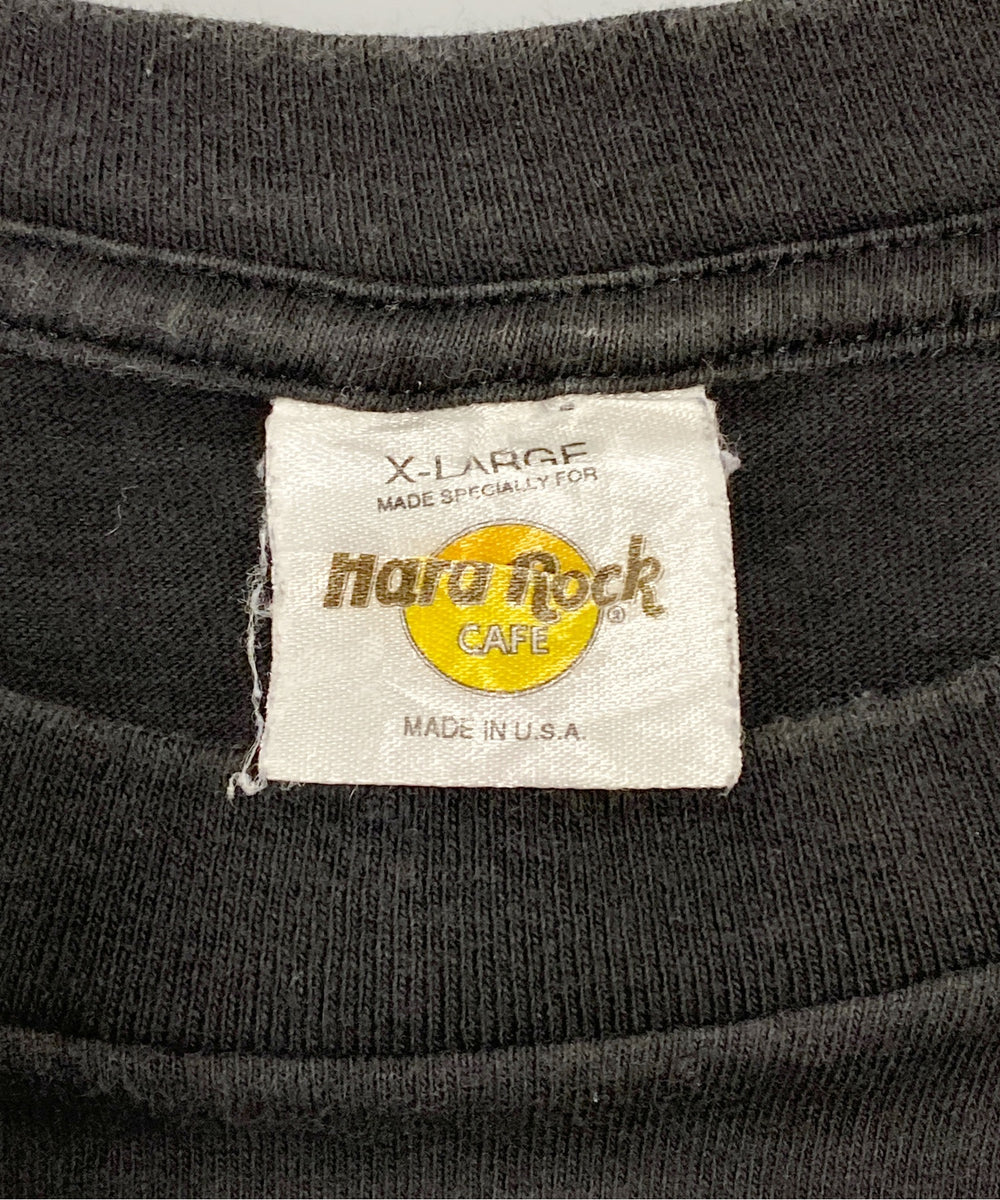 X-LARGE
MADE SPECIALLY FOR
Hard Rock
CAFE
®
MADE IN U.S.A.